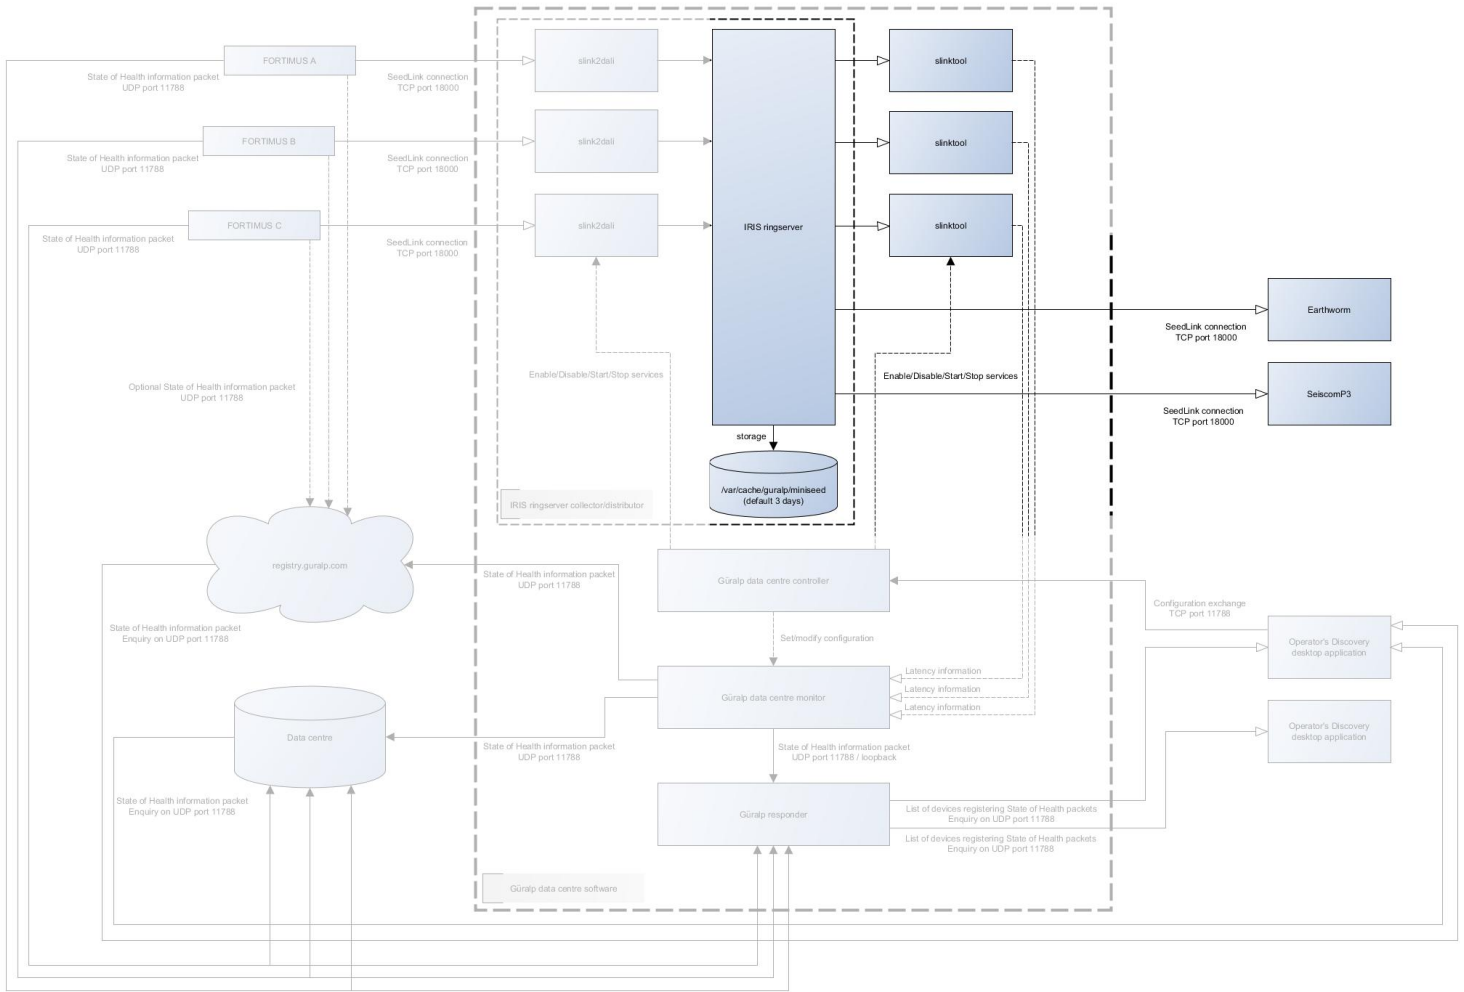 FORTIMUS A
State of Health information packet
UDP port 11788
SeedLink connection
TCP port 18000
slink2dali
slinktool
FORTIMUS B
State of Health information packet
UDP port 11788
SeedLink connection
TCP port 18000
slink2dali
slinktool
FORTIMUS C
State of Health information packet
UDP port 11788
SeedLink connection
TCP port 18000
slink2dali
IRIS ringserver
slinktool
Earthworm
SeedLink connection
TCP port 18000
Optional State of Health information packet
UDP port 11788
Enable/Disable/Start/Stop services
Enable/Disable/Start/Stop services
SeiscomP3
SeedLink connection
TCP port 18000
storage
/var/cache/guralp/miniseed
(default 3 days)
IRIS ringserver collector/distributor
registry.guralp.com
State of Health information packet
UDP port 11788
Güralp data centre controller
Configuration exchange
TCP port 11788
State of Health information packet
Enquiry on UDP port 11788
Set/modify configuration
Operator's Discovery
desktop application
Latency information
Latency information
Latency information
Güralp data centre monitor
Data centre
State of Health information packet
UDP port 11788
State of Health information packet
UDP port 11788 / loopback
Operator's Discovery
desktop application
State of Health information packet
Enquiry on UDP port 11788
Güralp responder
List of devices registering State of Health packets
Enquiry on UDP port 11788
List of devices registering State of Health packets
Enquiry on UDP port 11788
Güralp data centre software